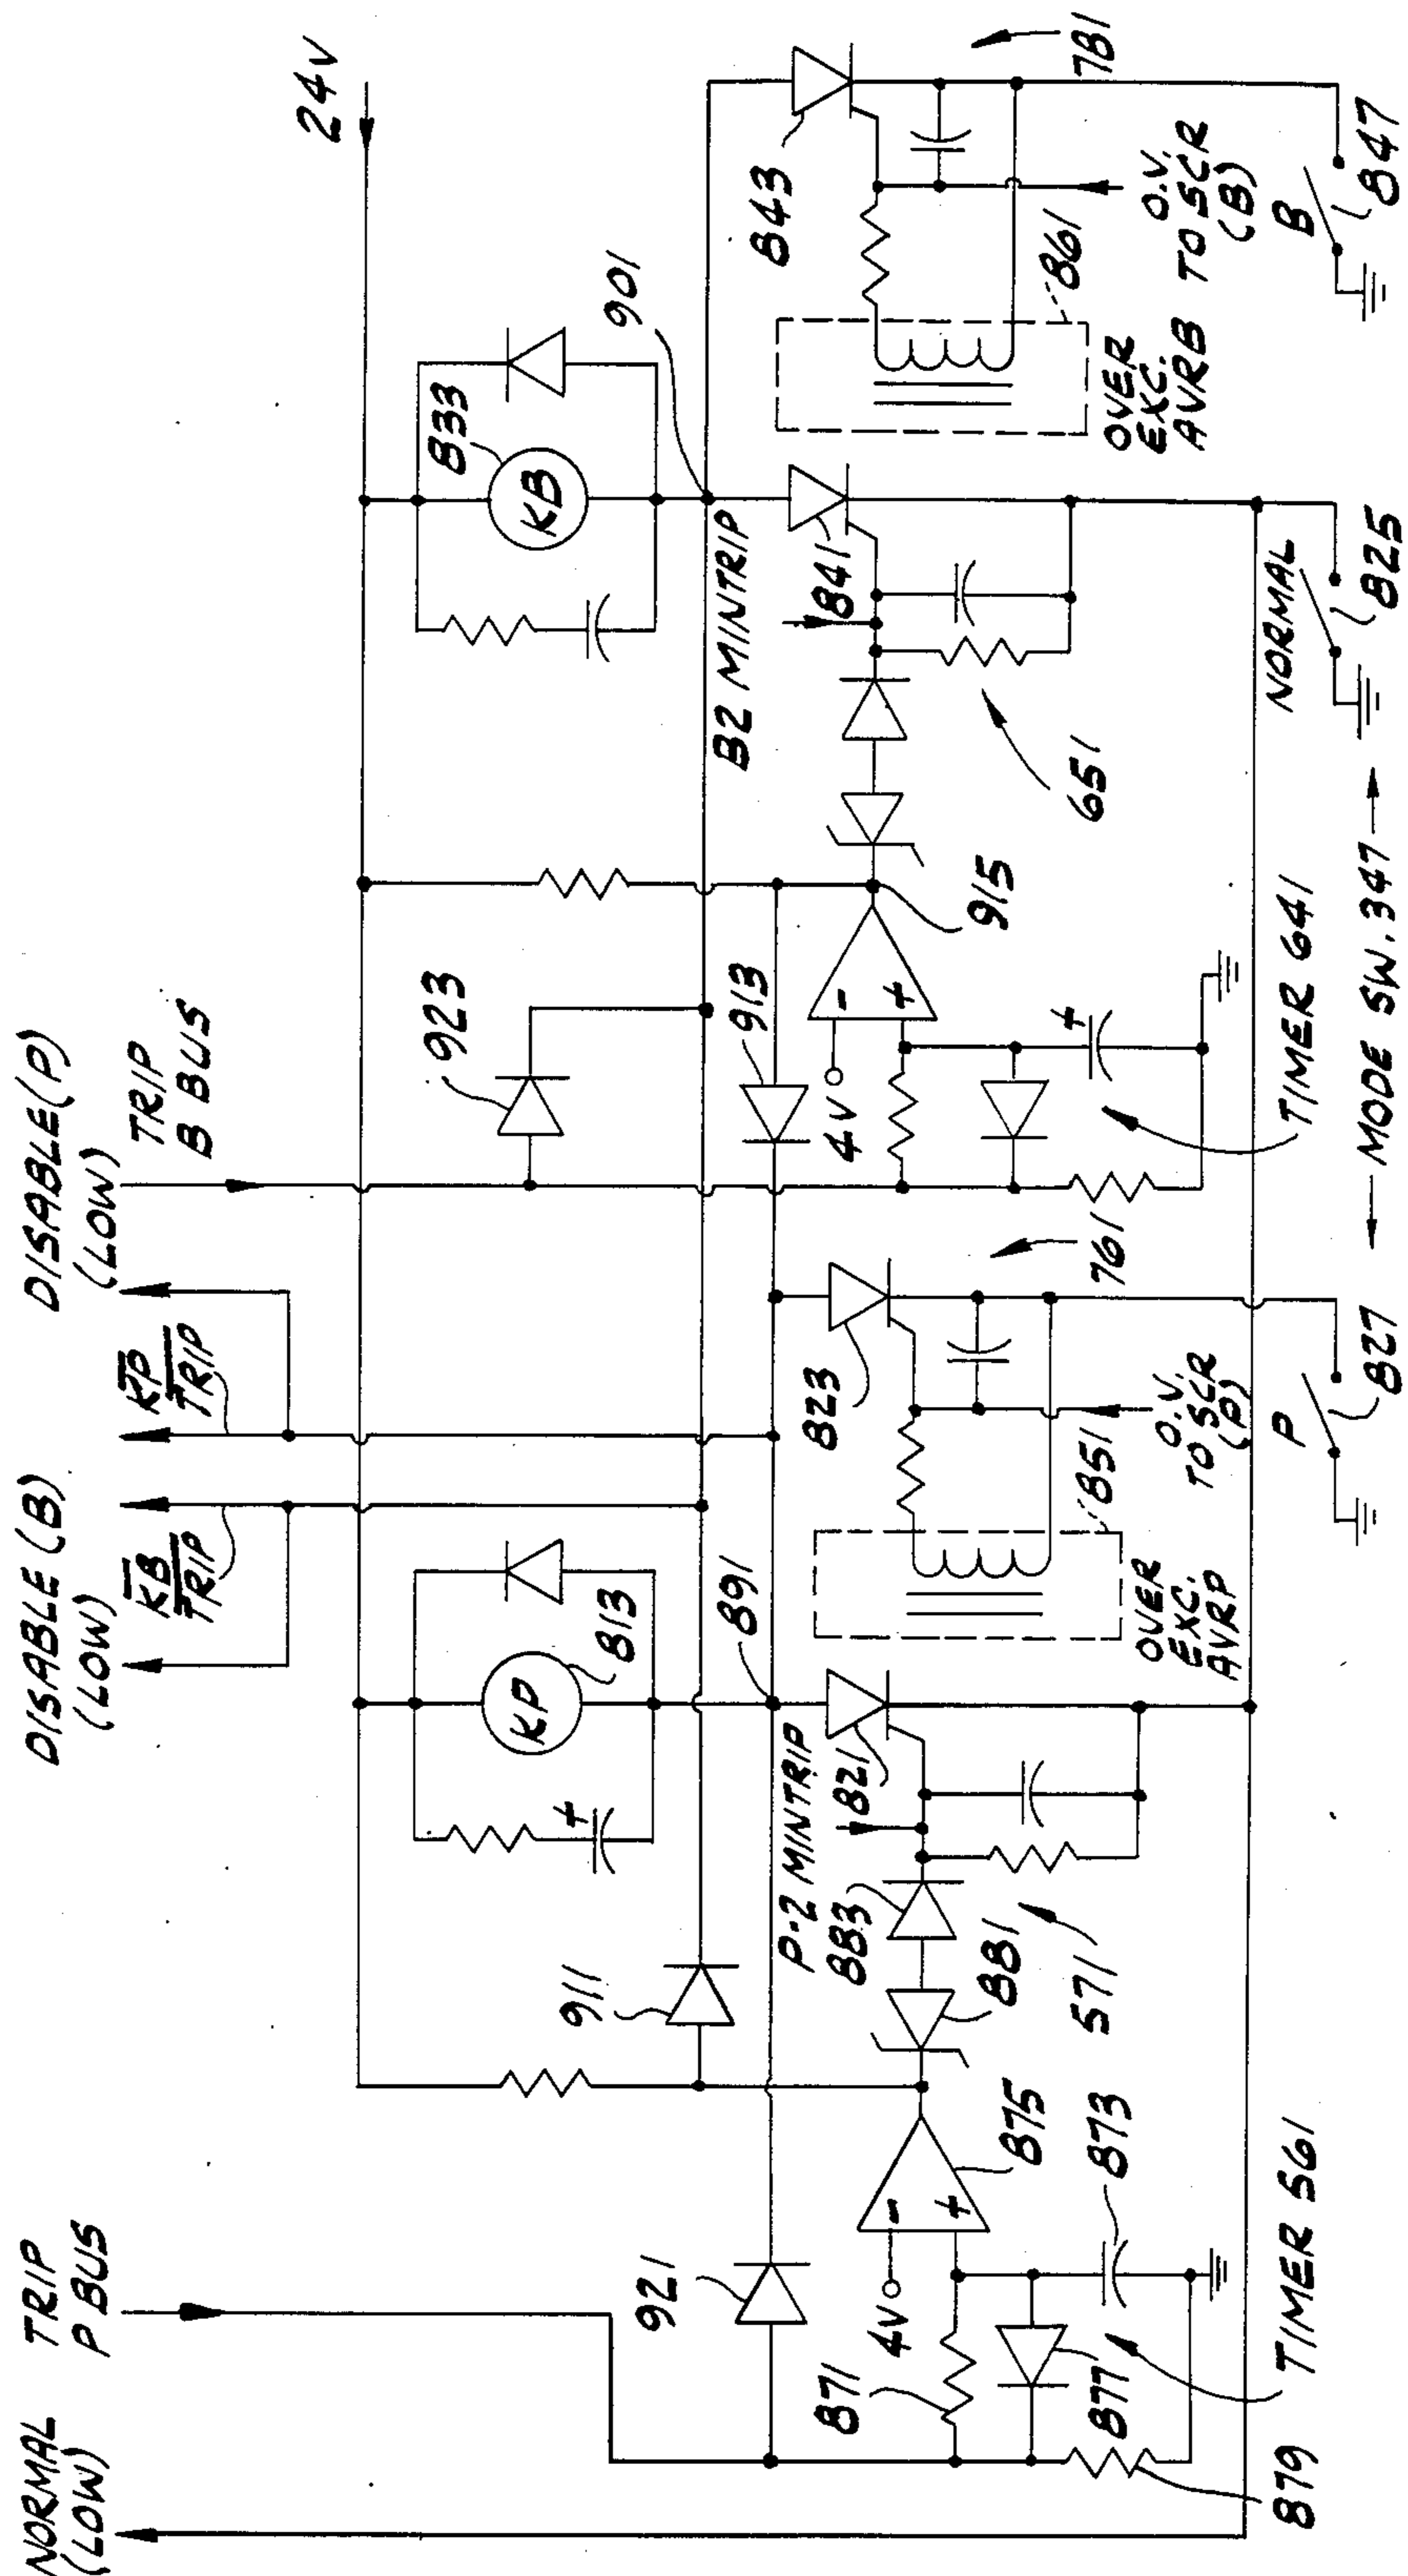 NORMAL
(LOW)
TRIP
P BUS
DISABLE (B)
(LOW)
KB
TRIP
KP
TRIP
DISABLE (P)
(LOW)
TRIP
B BUS
24V
921
911
KP
813
891
923
913
KB
833
901
871
4V
-
+
875
873
877
879
TIMER 561
881
883
P-2 MINTRIP
821
571
823
851
OVER
EXC.
AVRP
O.V.
TO SCR
(P)
761
P
827
4V
-
+
915
TIMER 641
B2 MINTRIP
841
651
NORMAL
825
MODE SW. 347
843
861
OVER
EXC.
AVRB
O.V.
TO SCR
(B)
781
B
847
+
+